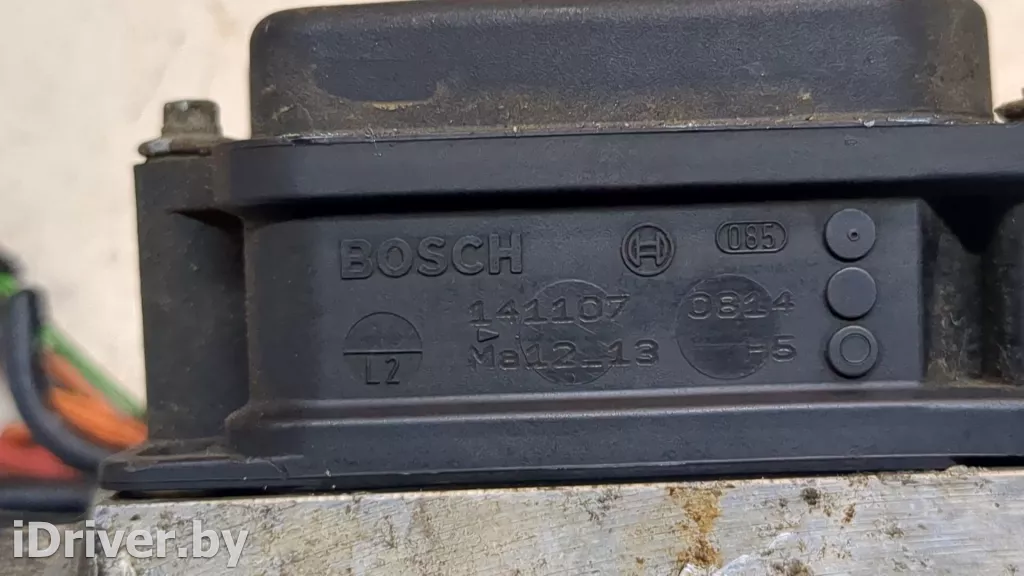 BOSCH H 085
141107 0814
Ma12_13 -5
L2
iDriver.by